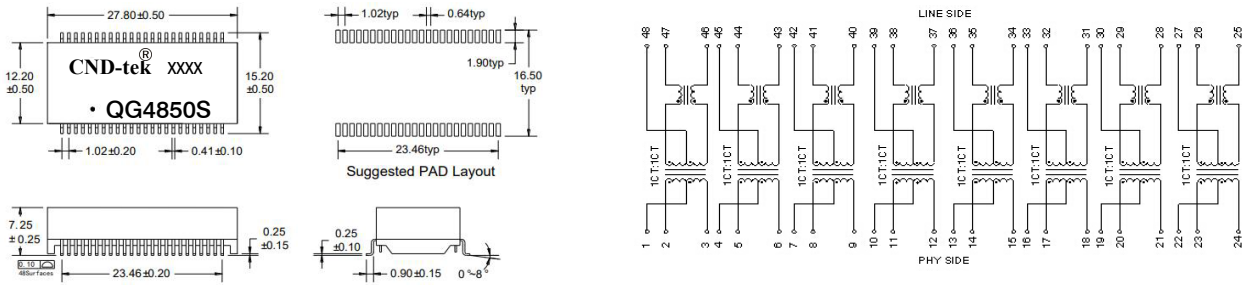 27.80±0.50
CND-tek® XXXX
· QG4850S
12.20
±0.50
15.20
±0.50
1.02±0.20
0.41±0.10
1.02typ
0.64typ
1.90typ
16.50
typ
23.46typ
Suggested PAD Layout
7.25
±0.25
0.25
±0.15
0.10
48Surfaces
23.46±0.20
0.25
±0.10
0.90±0.15
0°~8°
LINE SIDE
48 47 46 45 44 43 42 41 40 39 38 37 36 35 34 33 32 31 30 29 28 27 26 25
1CT:1CT 1CT:1CT 1CT:1CT 1CT:1CT 1CT:1CT 1CT:1CT 1CT:1CT 1CT:1CT
1 2 3 4 5 6 7 8 9 10 11 12 13 14 15 16 17 18 19 20 21 22 23 24
PHY SIDE